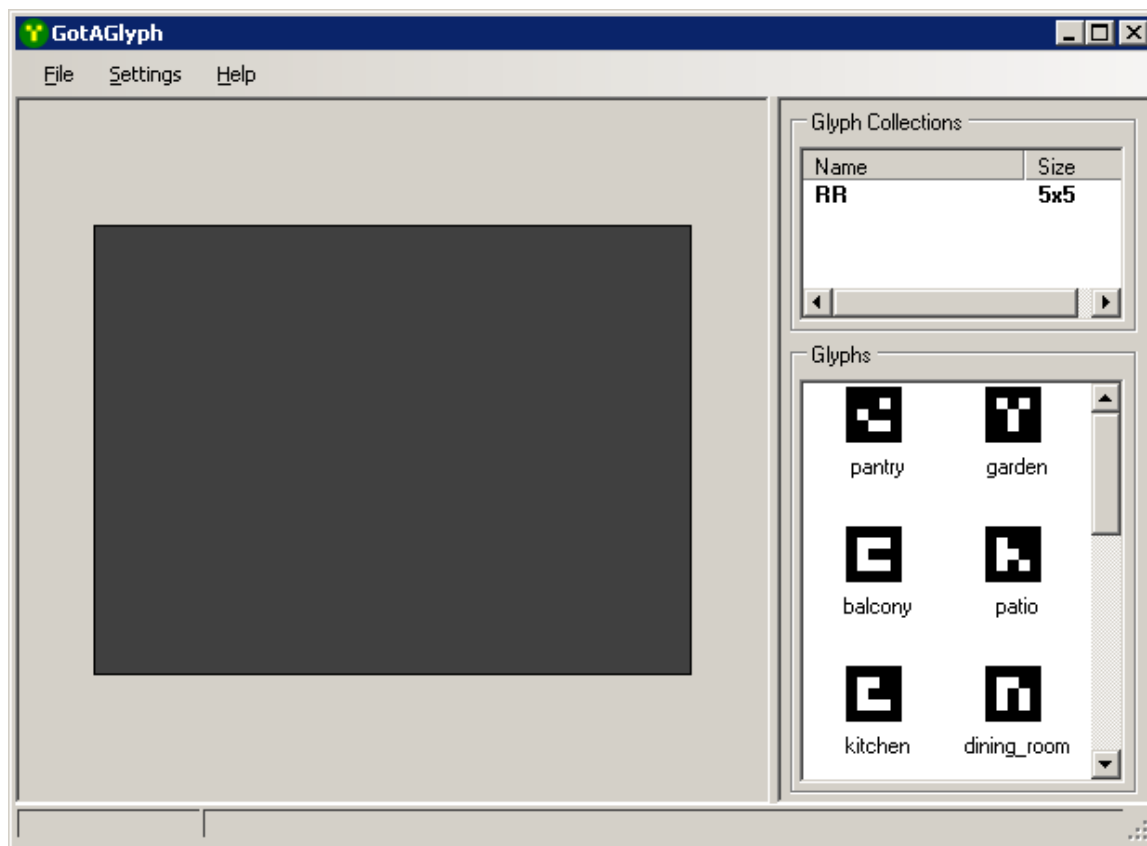 GotAGlyph
File Settings Help
Glyph Collections
Name Size
RR 5x5
Glyphs
pantry garden
balcony patio
kitchen dining_room